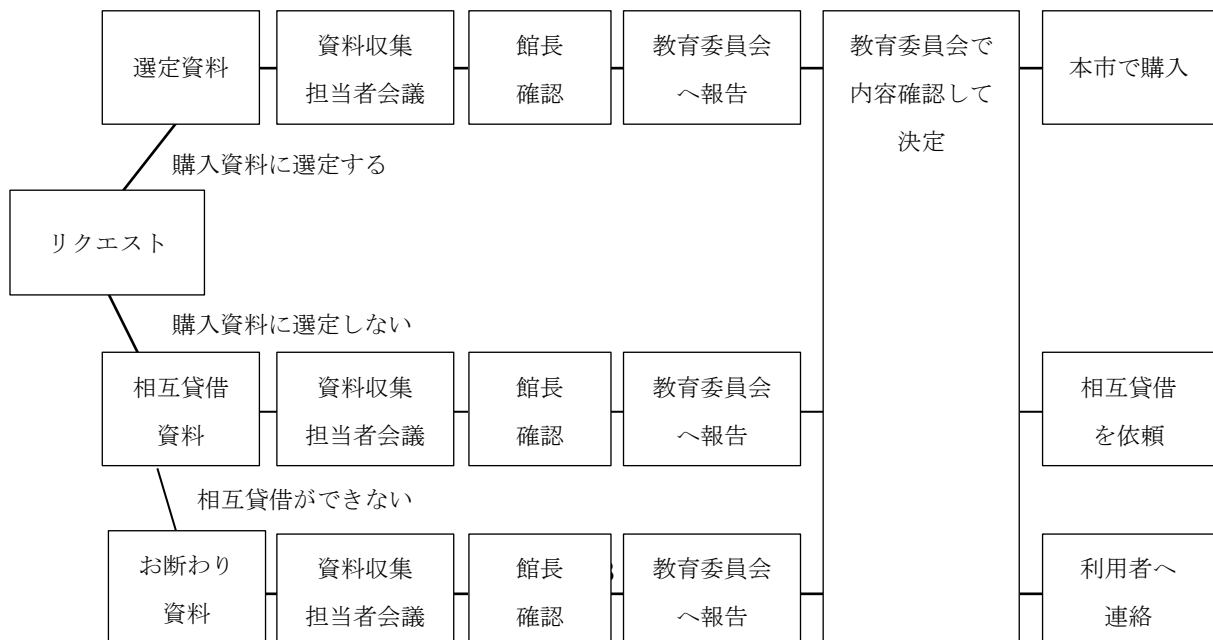 選定資料
資料収集
担当者会議
館長
確認
教育委員会
へ報告
教育委員会で
内容確認して
決定
本市で購入
購入資料に選定する
リクエスト
購入資料に選定しない
相互貸借
資料
資料収集
担当者会議
館長
確認
教育委員会
へ報告
相互貸借
を依頼
相互貸借ができない
お断わり
資料
資料収集
担当者会議
館長
確認
教育委員会
へ報告
利用者へ
連絡